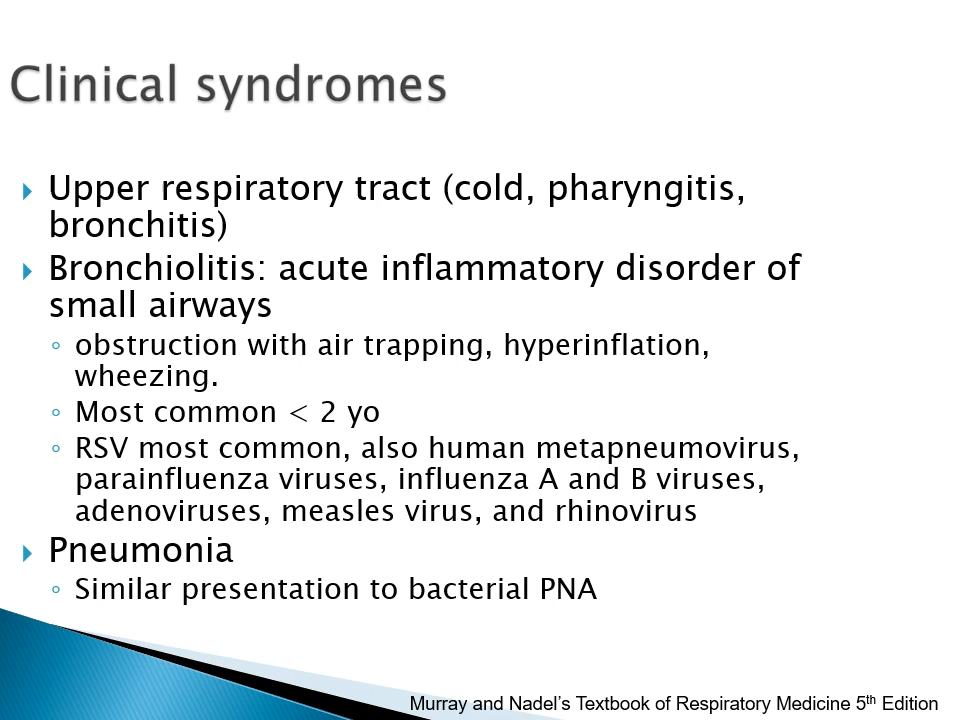 Clinical syndromes
Upper respiratory tract (cold, pharyngitis,
bronchitis)
Bronchiolitis: acute inflammatory disorder of
small airways
obstruction with air trapping, hyperinflation,
wheezing.
Most common < 2 yo
RSV most common, also human metapneumovirus,
parainfluenza viruses, influenza A and B viruses,
adenoviruses, measles virus, and rhinovirus
Pneumonia
Similar presentation to bacterial PNA
Murray and Nadel’s Textbook of Respiratory Medicine 5th Edition